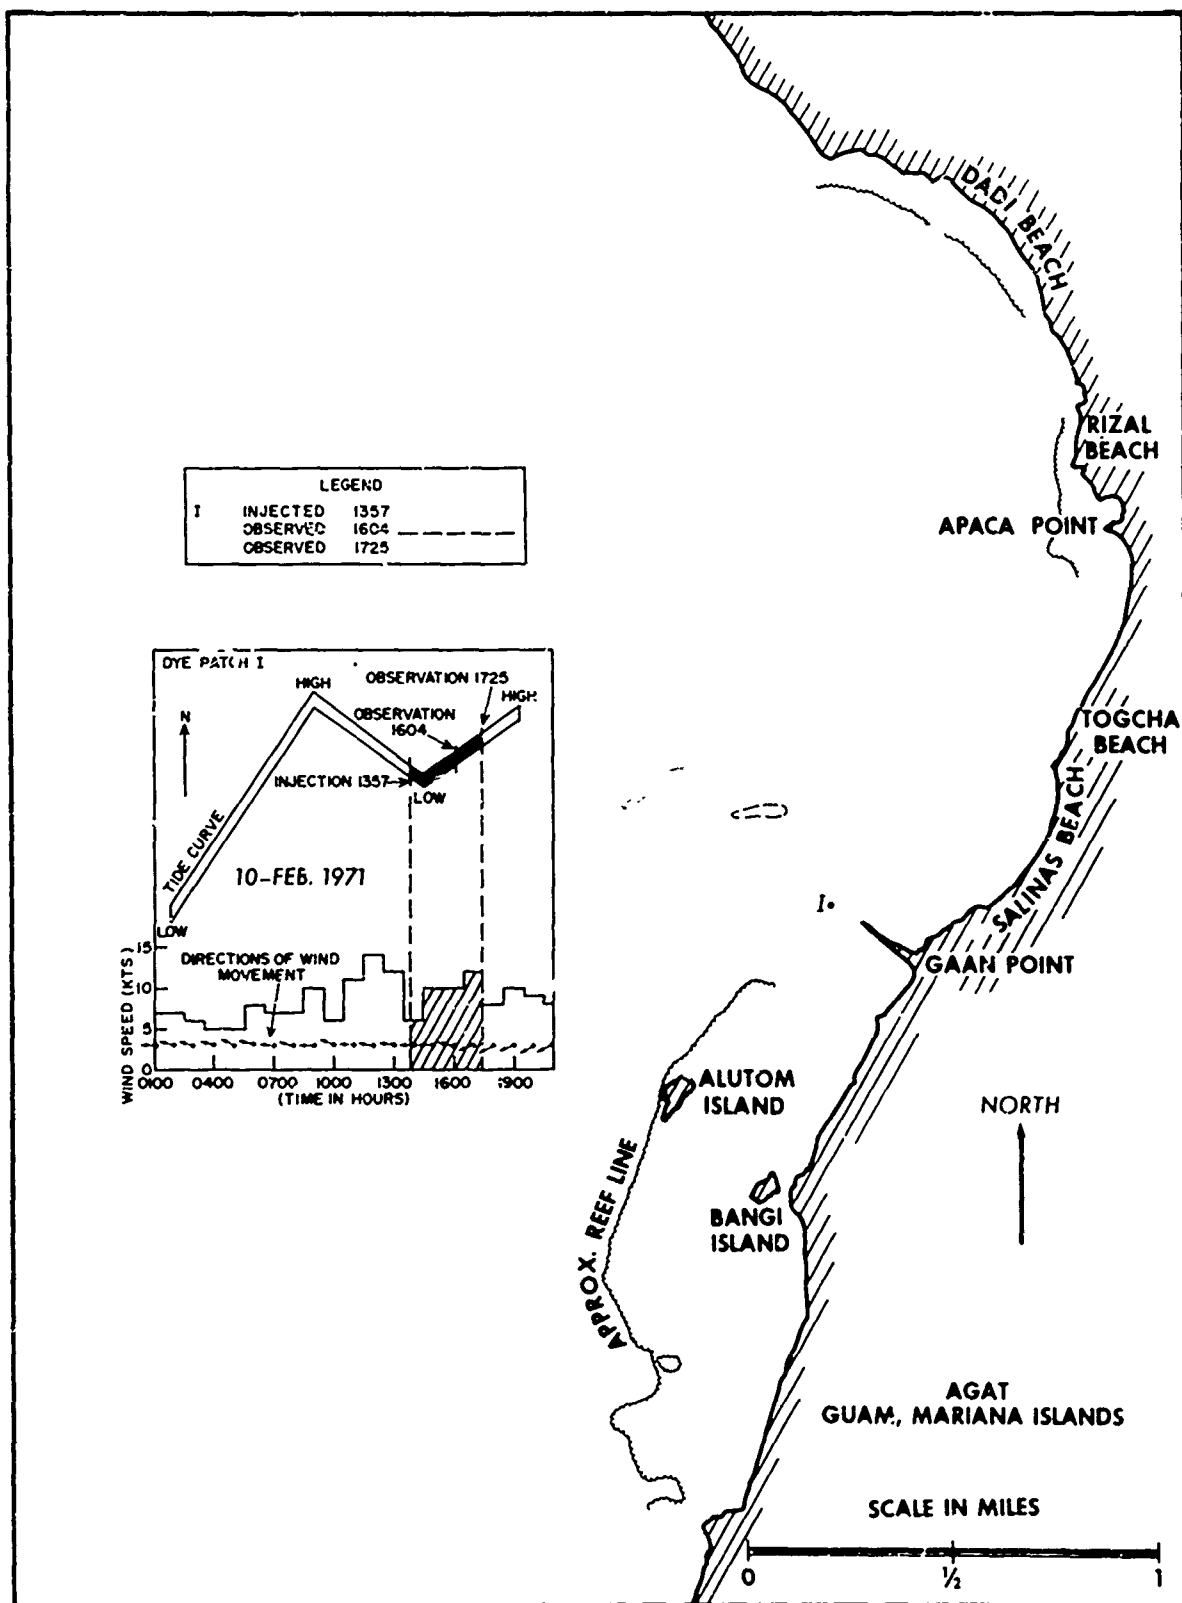 DADI BEACH
RIZAL
BEACH
APACA POINT
LEGEND
I INJECTED 1357
OBSERVED 1604
OBSERVED 1725
DYE PATCH I
HIGH
OBSERVATION 1725
HIGH
N
OBSERVATION
1604
INJECTION 1357
LOW
TIDE CURVE
10-FEB. 1971
LOW
DIRECTIONS OF WIND
MOVEMENT
WIND SPEED (KTS)
15
10
5
0
0100 0400 0700 1000 1300 1600 1900
(TIME IN HOURS)
TOGCHA
BEACH
SALINAS BEACH
I
GAAN POINT
ALUTOM
ISLAND
NORTH
BANGI
ISLAND
APPROX. REEF LINE
AGAT
GUAM, MARIANA ISLANDS
SCALE IN MILES
0 ½ 1